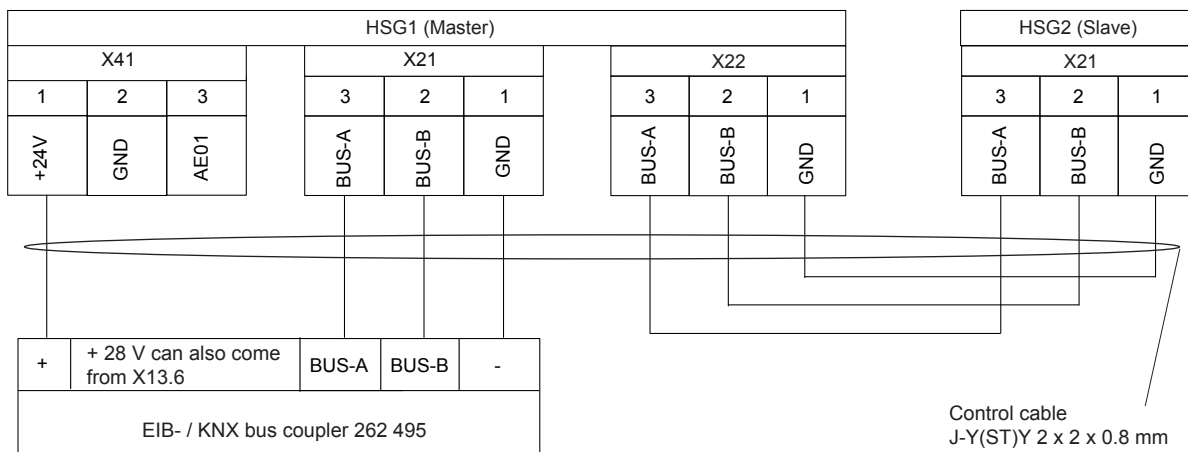 HSG1 (Master)
HSG2 (Slave)
X41
X21
X22
X21
1 2 3
3 2 1
3 2 1
3 2 1
+24V GND AE01
BUS-A BUS-B GND
BUS-A BUS-B GND
BUS-A BUS-B GND
+
+ 28 V can also come
from X13.6
BUS-A BUS-B -
EIB- / KNX bus coupler 262 495
Control cable
J-Y(ST)Y 2 x 2 x 0.8 mm